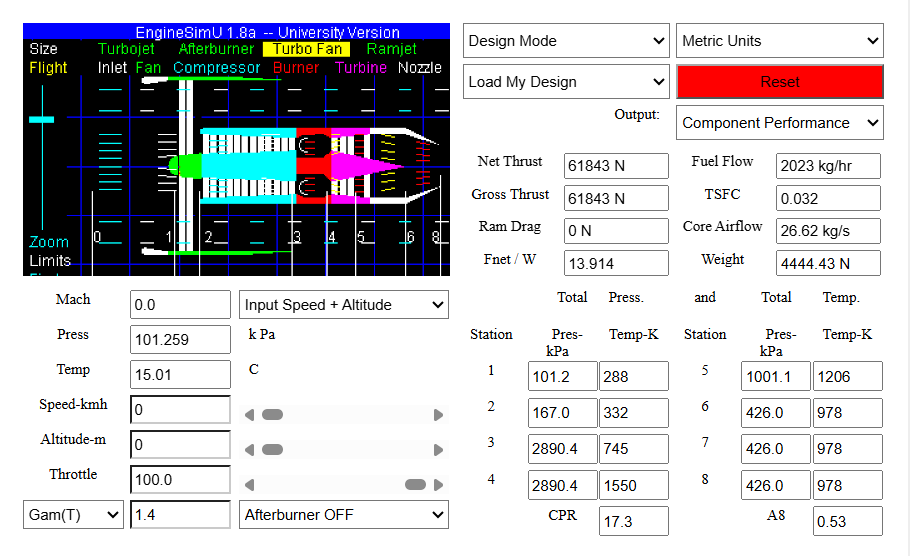 EngineSimU 1.8a -- University Version
Size Turbojet Afterburner Turbo Fan Ramjet
Flight Inlet Fan Compressor Burner Turbine Nozzle
0 1 2 3 4 5 6 8
Zoom
Limits
Mach 0.0 Input Speed + Altitude
Press 101.259 k Pa
Temp 15.01 C
Speed-kmh 0
Altitude-m 0
Throttle 100.0
Gam(T) 1.4 Afterburner OFF
Design Mode Metric Units
Load My Design Reset
Output: Component Performance
Net Thrust 61843 N Fuel Flow 2023 kg/hr
Gross Thrust 61843 N TSFC 0.032
Ram Drag 0 N Core Airflow 26.62 kg/s
Fnet / W 13.914 Weight 4444.43 N
Total Press. and Total Temp.
Station Pres- Temp-K Station Pres- Temp-K
kPa kPa
1 101.2 288 5 1001.1 1206
2 167.0 332 6 426.0 978
3 2890.4 745 7 426.0 978
4 2890.4 1550 8 426.0 978
CPR 17.3 A8 0.53